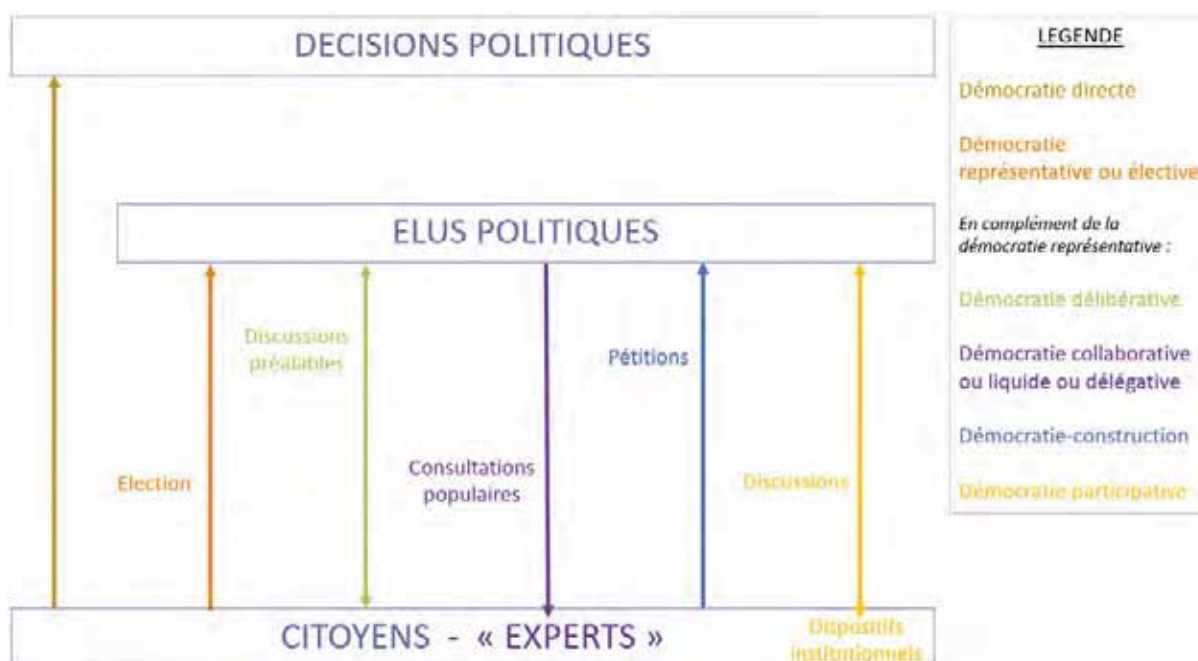 DECISIONS POLITIQUES
ELUS POLITIQUES
Discussions
préalables
Pétitions
Election
Consultations
populaires
Discussions
CITOYENS - « EXPERTS »
Dispositifs
institutionnels
LEGENDE
Démocratie directe
Démocratie
représentative ou élective
En complément de la
démocratie représentative :
Démocratie délibérative
Démocratie collaborative
ou liquide ou délégative
Démocratie-construction
Démocratie participative